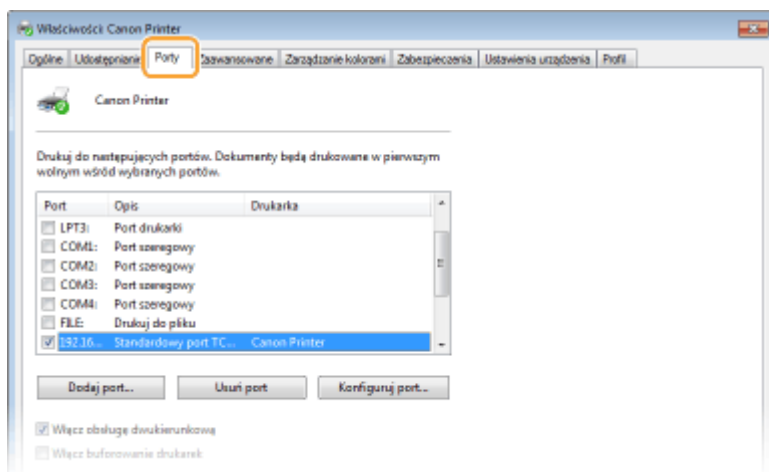 Właściwości: Canon Printer
Ogólne Udostępnianie Porty Zaawansowane Zarządzanie kolorami Zabezpieczenia Ustawienia urządzenia Profil
Canon Printer
Drukuj do następujących portów. Dokumenty będą drukowane w pierwszym
wolnym wśród wybranych portów.
Port Opis Drukarka
LPT3: Port drukarki
COM1: Port szeregowy
COM2: Port szeregowy
COM3: Port szeregowy
COM4: Port szeregowy
FILE: Drukuj do pliku
192.16... Standardowy port TC... Canon Printer
Dodaj port... Usuń port Konfiguruj port...
Włącz obsługę dwukierunkową
Włącz buforowanie drukarek